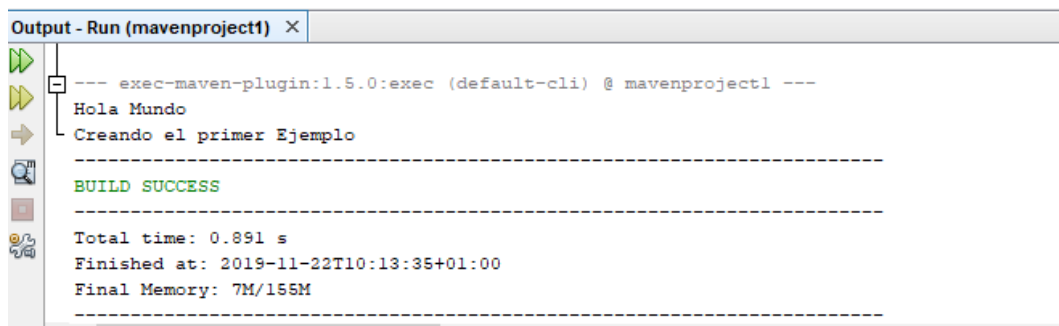 Output - Run (mavenproject1) ×
--- exec-maven-plugin:1.5.0:exec (default-cli) @ mavenproject1 ---
Hola Mundo
Creando el primer Ejemplo
------------------------------------------------------------------------
BUILD SUCCESS
------------------------------------------------------------------------
Total time: 0.891 s
Finished at: 2019-11-22T10:13:35+01:00
Final Memory: 7M/155M
------------------------------------------------------------------------